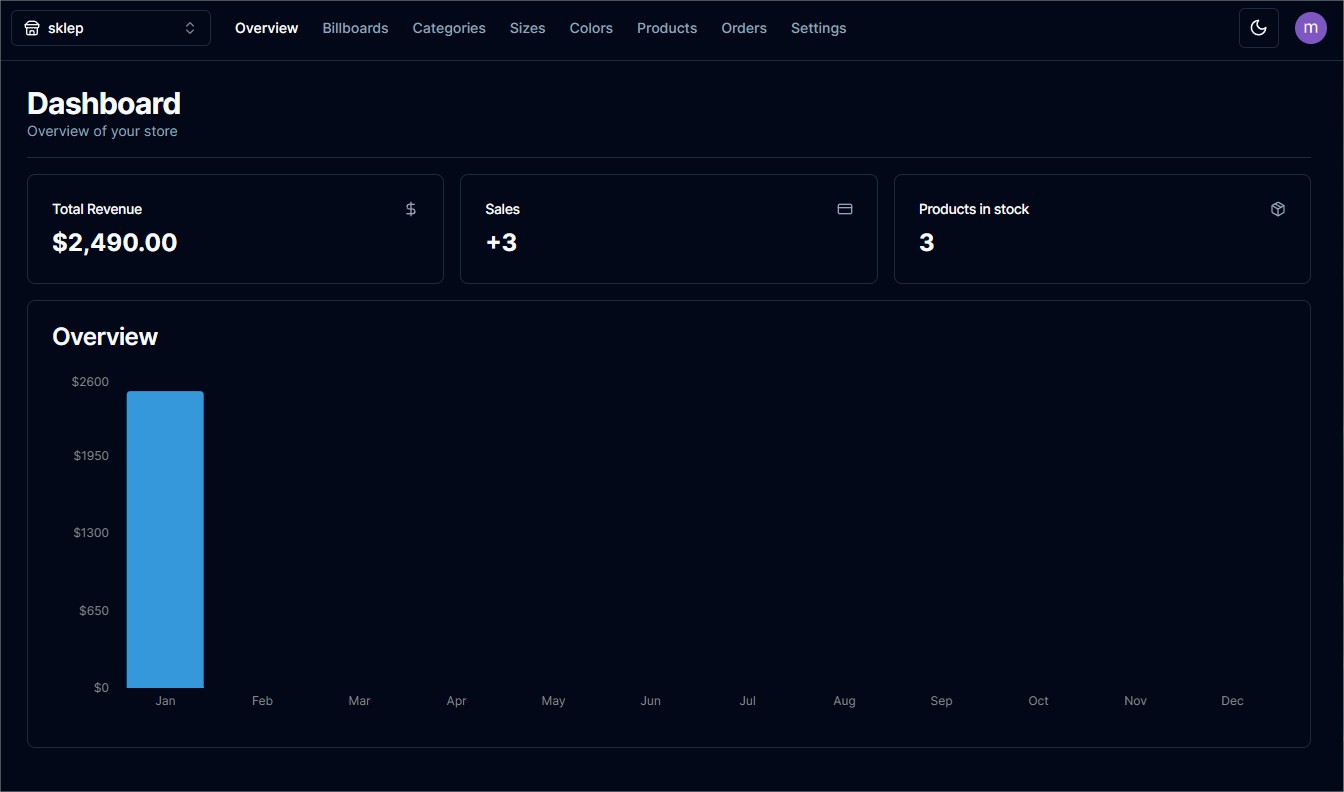 sklep Overview Billboards Categories Sizes Colors Products Orders Settings m
Dashboard
Overview of your store
Total Revenue
$2,490.00
Sales
+3
Products in stock
3
Overview
$2600
$1950
$1300
$650
$0
Jan Feb Mar Apr May Jun Jul Aug Sep Oct Nov Dec